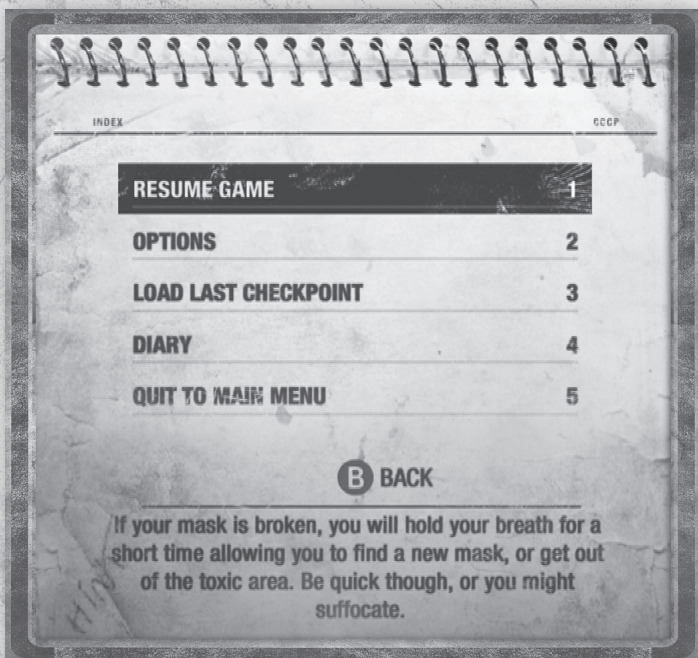 INDEX CCCP
RESUME GAME 1
OPTIONS 2
LOAD LAST CHECKPOINT 3
DIARY 4
QUIT TO MAIN MENU 5
B BACK
If your mask is broken, you will hold your breath for a
short time allowing you to find a new mask, or get out
of the toxic area. Be quick though, or you might
suffocate.